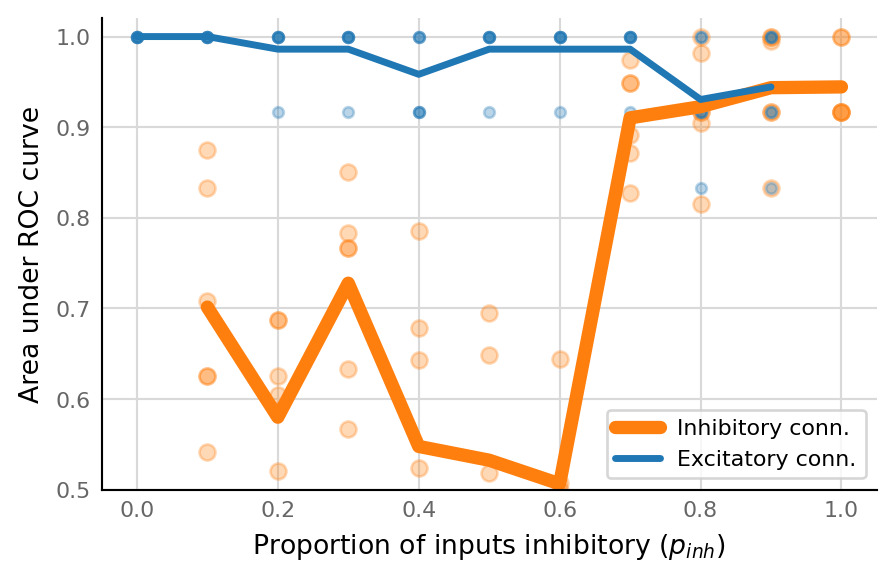 1.0
0.9
0.8
0.7
0.6
0.5
Area under ROC curve
Inhibitory conn.
Excitatory conn.
0.0 0.2 0.4 0.6 0.8 1.0
Proportion of inputs inhibitory (p_inh)